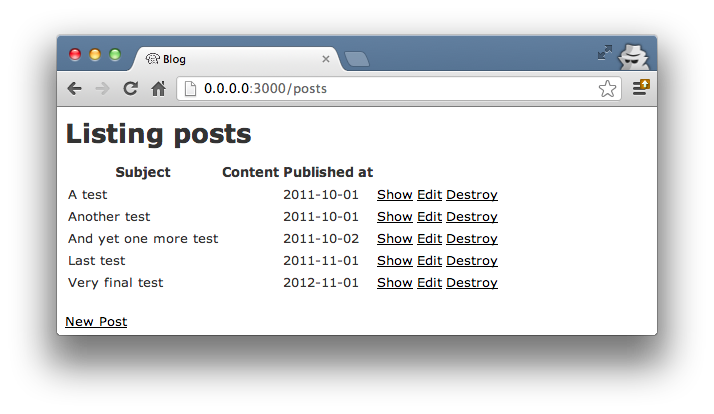 Blog
0.0.0.0:3000/posts
Listing posts
Subject Content Published at
A test 2011-10-01 Show Edit Destroy
Another test 2011-10-01 Show Edit Destroy
And yet one more test 2011-10-02 Show Edit Destroy
Last test 2011-11-01 Show Edit Destroy
Very final test 2012-11-01 Show Edit Destroy
New Post